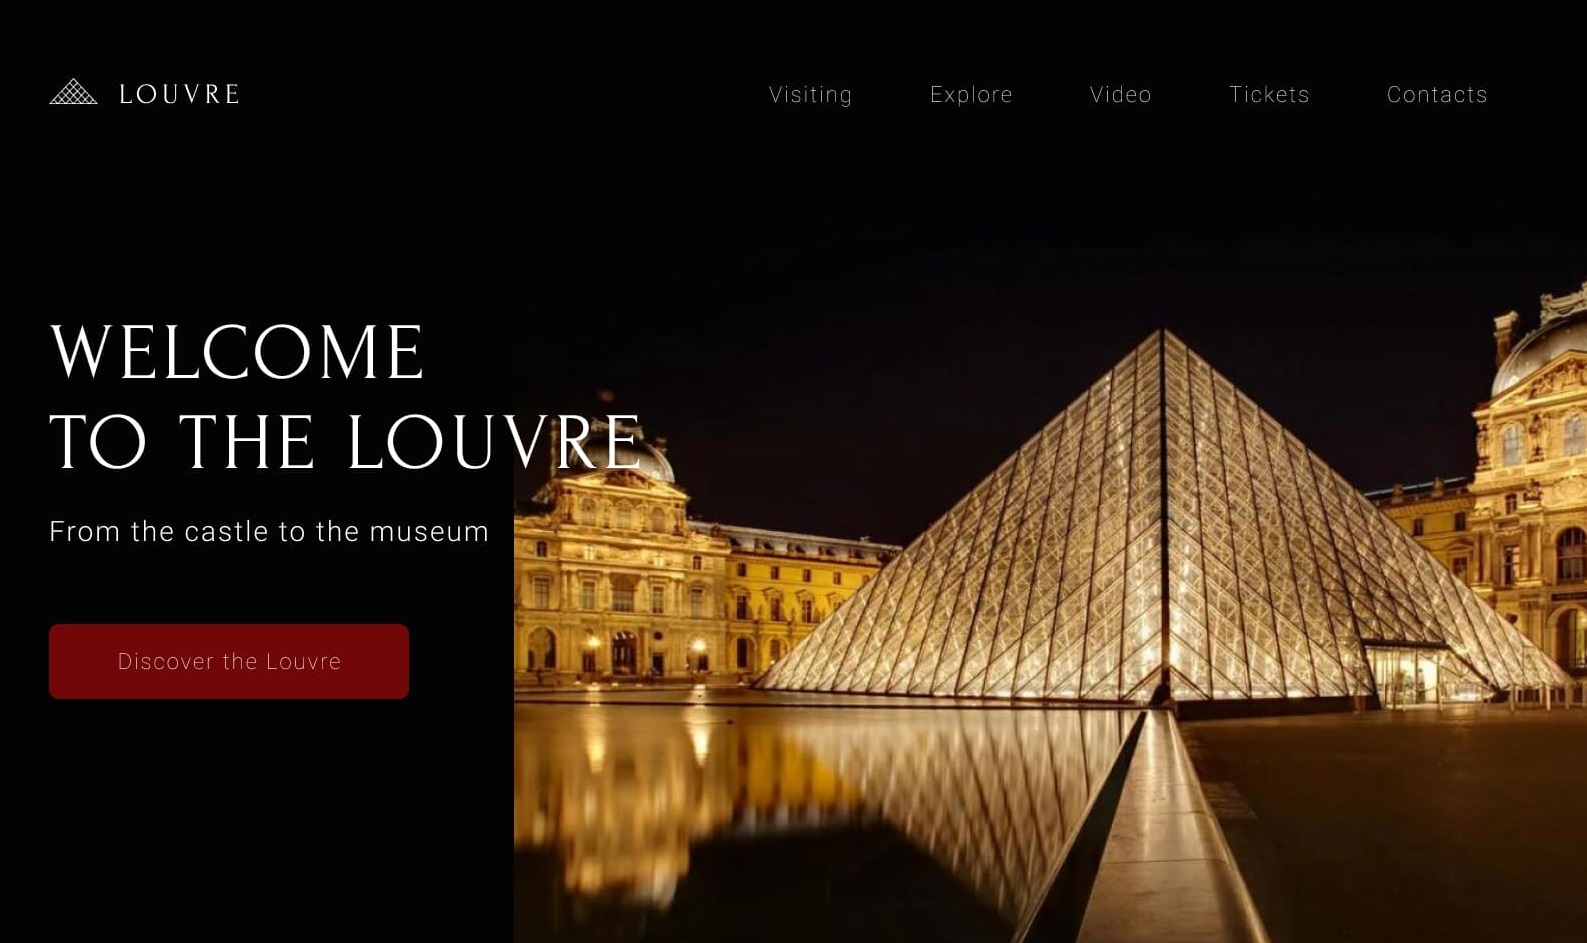 LOUVRE
Visiting Explore Video Tickets Contacts
WELCOME
TO THE LOUVRE
From the castle to the museum
Discover the Louvre